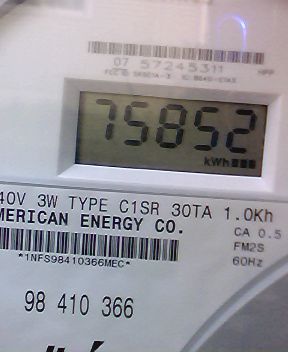 07 57245311
HPP
75852
kWh
40V 3W TYPE C1SR 30TA 1.0Kh
MERICAN ENERGY CO.
CA 0.5
FM2S
60Hz
*1NFS98410366MEC*
98 410 366